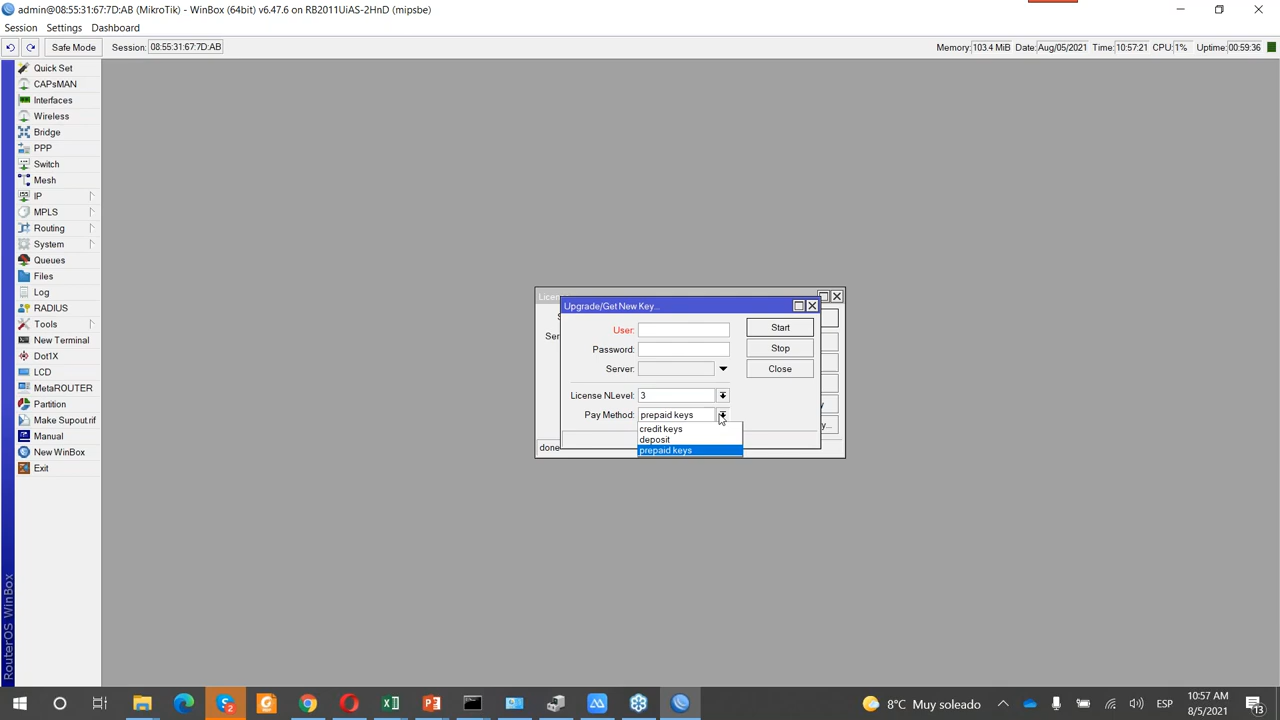 admin@08:55:31:67:7D:AB (MikroTik) - WinBox (64bit) v6.47.6 on RB2011UiAS-2HnD (mipsbe)
Session Settings Dashboard
Safe Mode Session: 08:55:31:67:7D:AB Memory: 103.4 MiB Date: Aug/05/2021 Time: 10:57:21 CPU: 1% Uptime: 00:59:36
Quick Set
CAPsMAN
Interfaces
Wireless
Bridge
PPP
Switch
Mesh
IP
MPLS
Routing
System
Queues
Files
Log
RADIUS
Tools
New Terminal
Dot1X
LCD
MetaROUTER
Partition
Make Supout.rif
Manual
New WinBox
Exit
RouterOS WinBox
Licen
S
Ser
y
y...
done
Upgrade/Get New Key...
User:
Password:
Server:
License NLevel: 3
Pay Method: prepaid keys
credit keys
deposit
prepaid keys
Start
Stop
Close
8°C Muy soleado
ESP
10:57 AM
8/5/2021
13